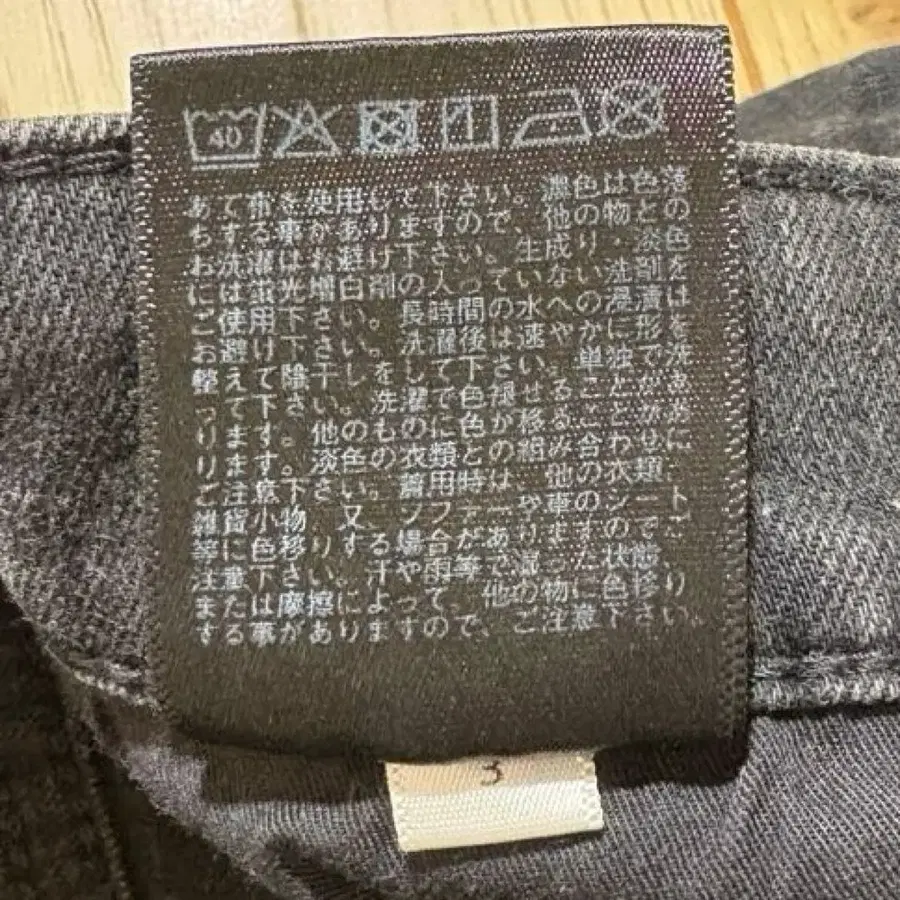 40
あて布を使用して下さい。濃色は色落
ちする事がありますので、他の物との
お洗濯はお避け下さい。生成り・淡色
には蛍光増白剤の入っていない洗剤を
ご使用下さい。長時間の水への浸漬は
お避け下さい。洗濯後は速やかに形を
整えて陰干しをして下さい。単独で洗
って下さい。洗濯で色褪せることがあ
ります。他のものに色が移ることがあ
ります。淡色の衣類との組み合わせに
ご注意下さい。着用時は、他の衣類、
雑貨小物、又、ソファー・車のシート
等に色移りする場合がありますのでご
注意下さい。汗や雨等で濡った状態、
または摩擦によって、他の物に色移り
する事がありますので、ご注意下さい。
3